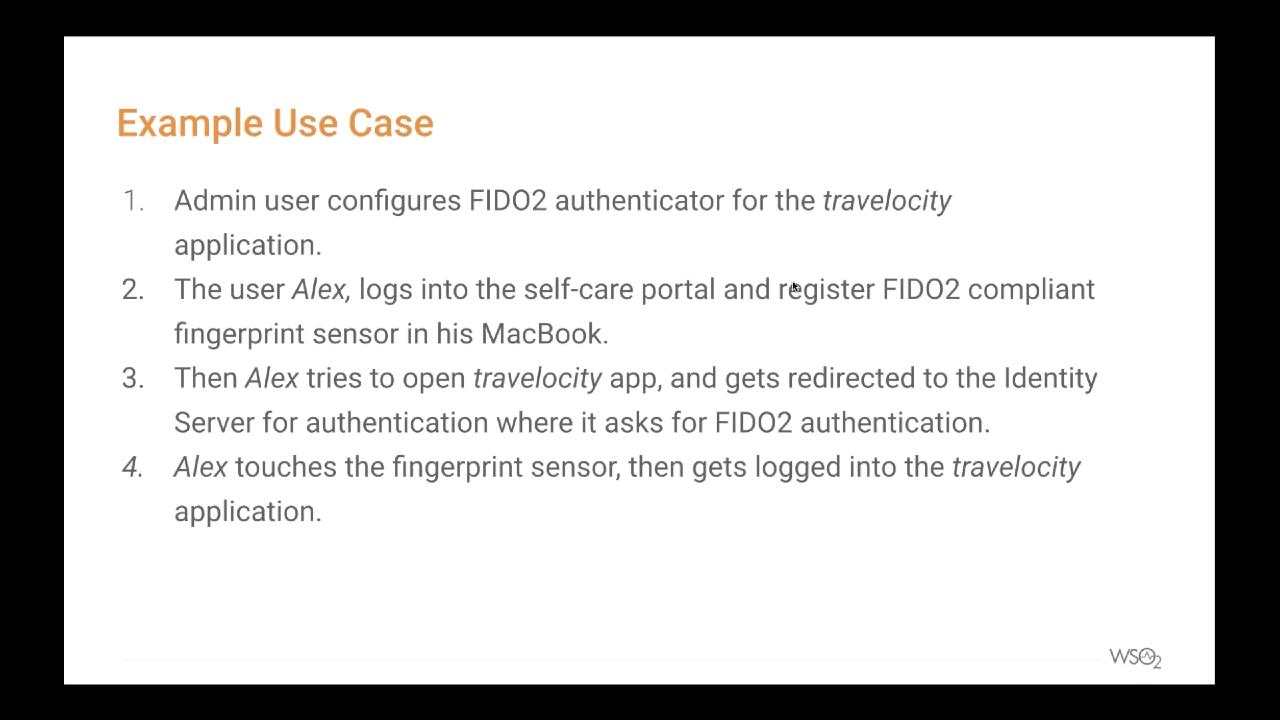 Example Use Case
1. Admin user configures FIDO2 authenticator for the travelocity
application.
2. The user Alex, logs into the self-care portal and register FIDO2 compliant
fingerprint sensor in his MacBook.
3. Then Alex tries to open travelocity app, and gets redirected to the Identity
Server for authentication where it asks for FIDO2 authentication.
4. Alex touches the fingerprint sensor, then gets logged into the travelocity
application.
WSO2